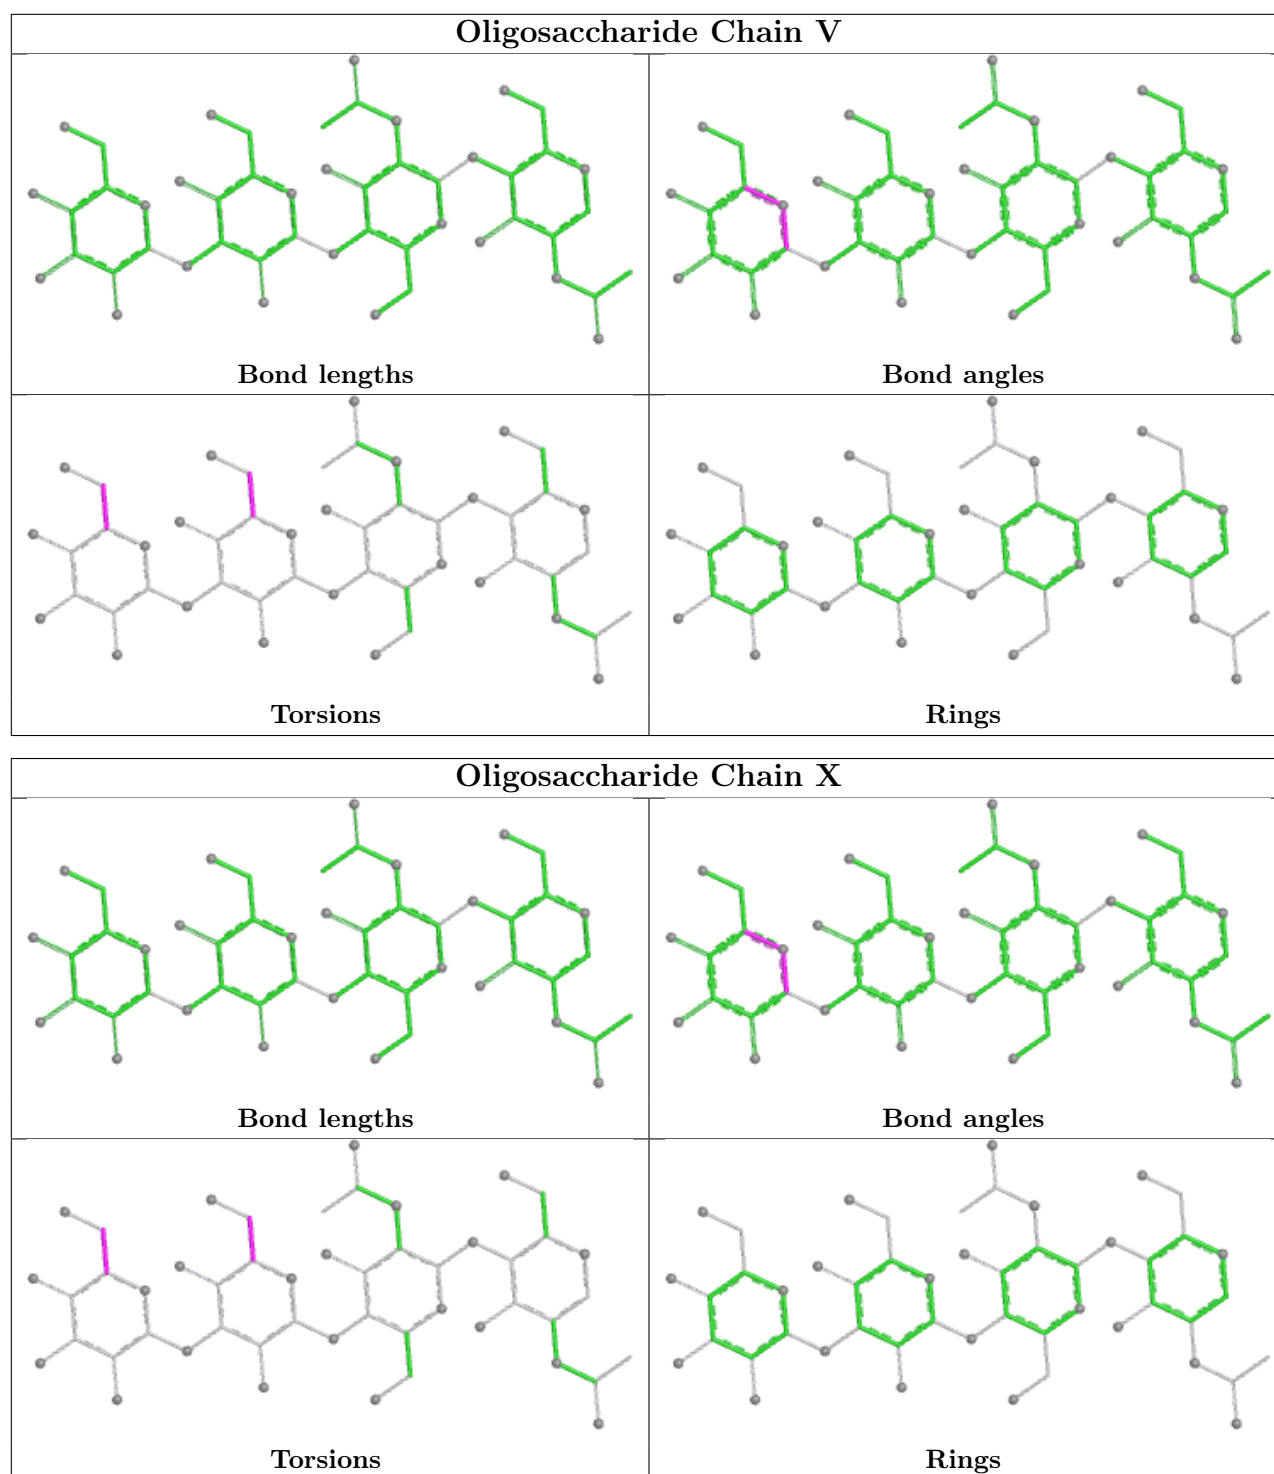 Oligosaccharide Chain V
Bond lengths
Bond angles
Torsions
Rings
Oligosaccharide Chain X
Bond lengths
Bond angles
Torsions
Rings